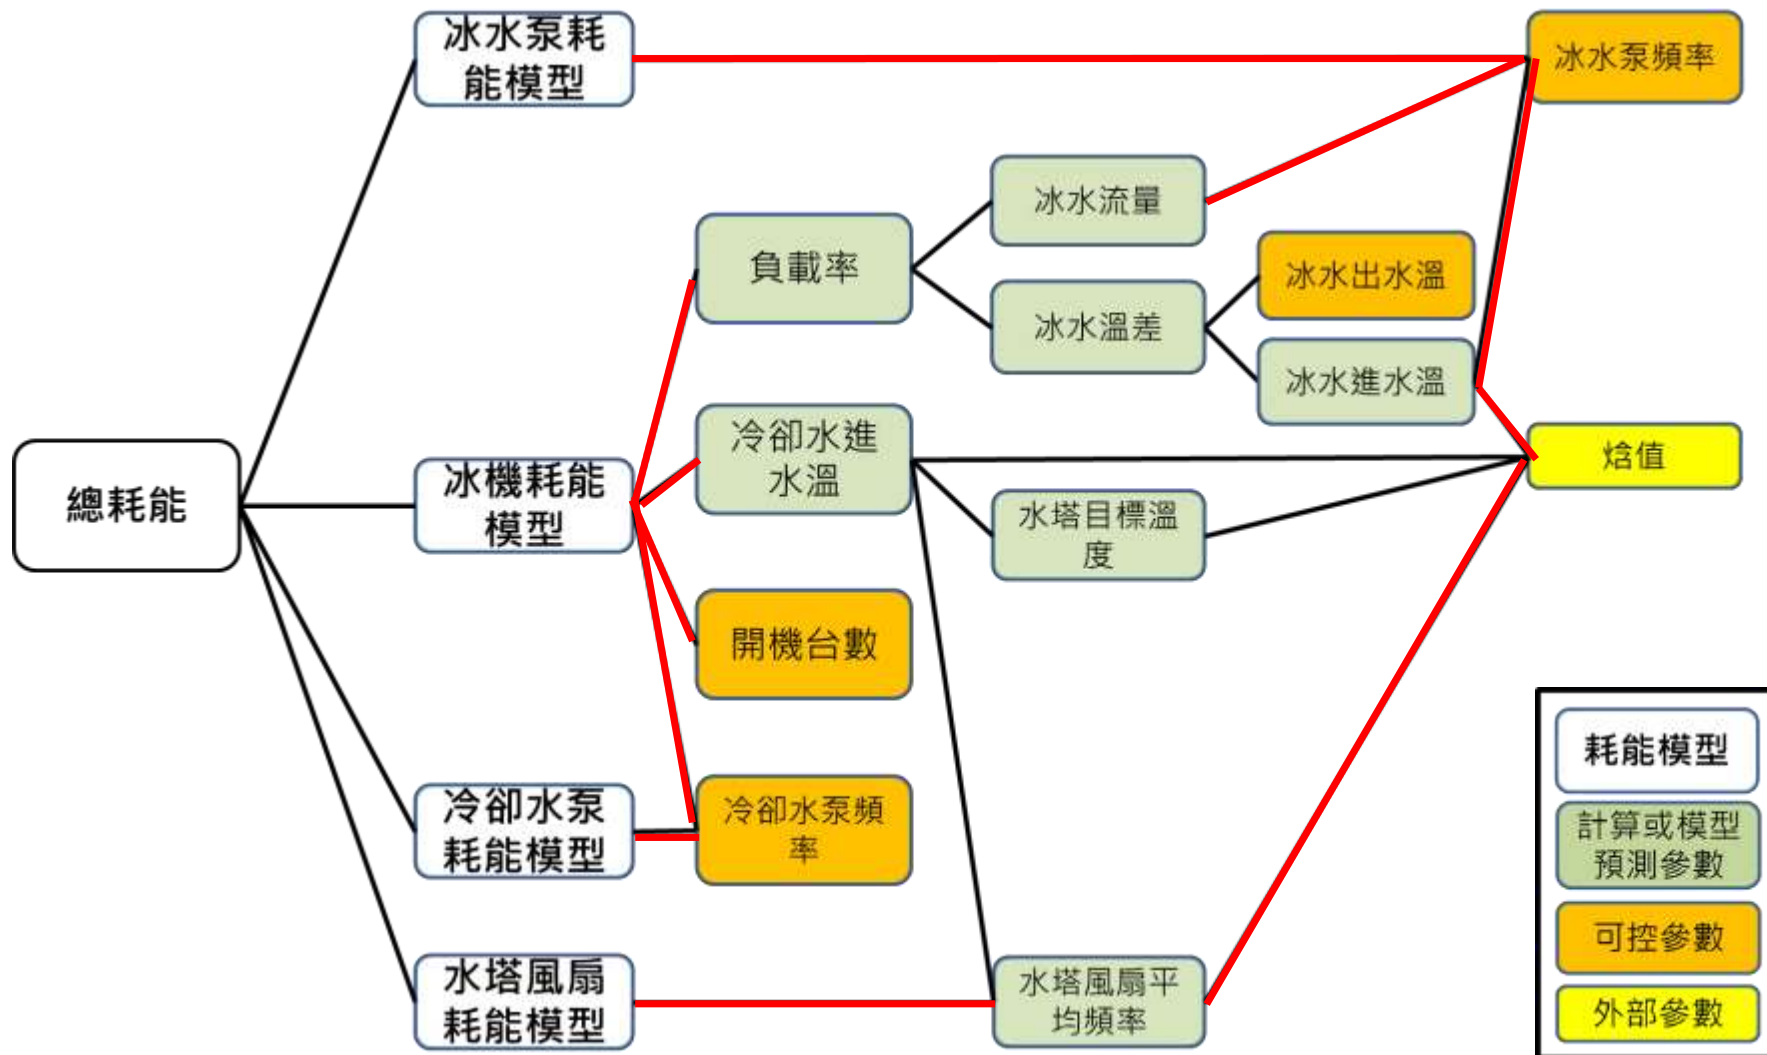 冰水泵耗
能模型
冰水泵頻率
冰水流量
負載率
冰水出水溫
冰水溫差
冰水進水溫
冷卻水進
水溫
焓值
總耗能
冰機耗能
模型
水塔目標溫
度
開機台數
冷卻水泵
耗能模型
冷卻水泵頻
率
水塔風扇
耗能模型
水塔風扇平
均頻率
耗能模型
計算或模型
預測參數
可控參數
外部參數